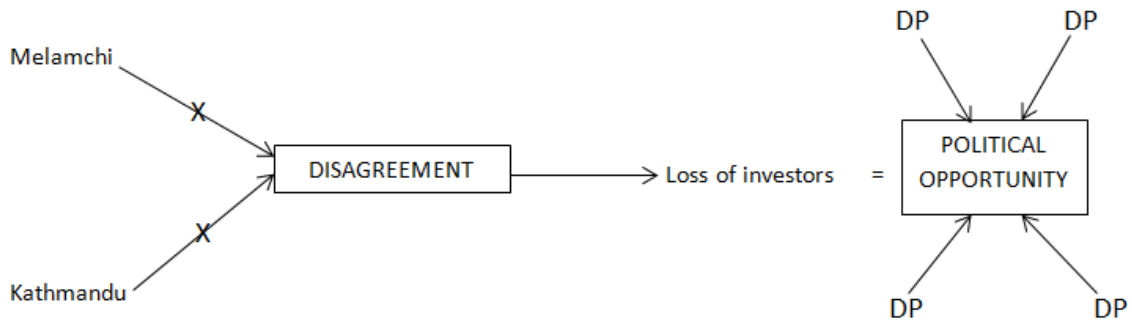 DP DP
Melamchi
X
POLITICAL
DISAGREEMENT Loss of investors = OPPORTUNITY
X
Kathmandu
DP DP